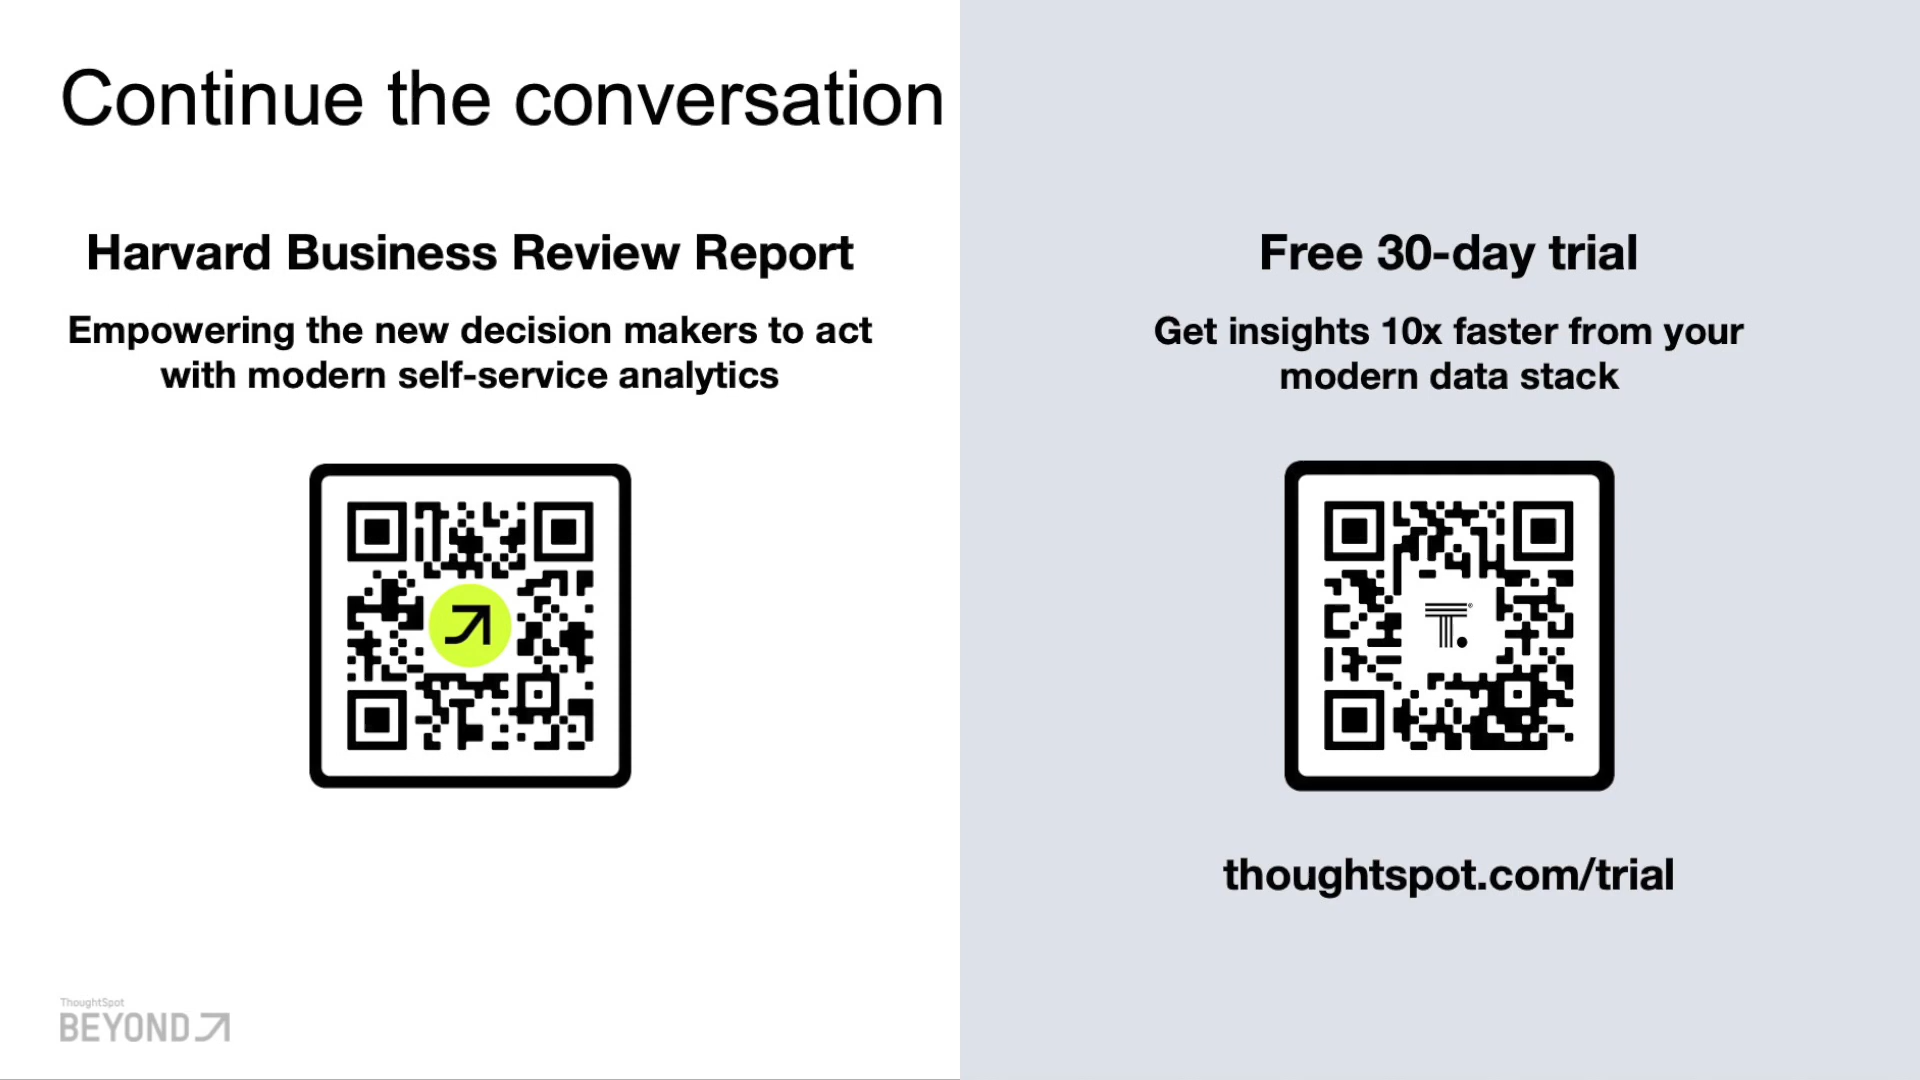 Continue the conversation
Harvard Business Review Report
Empowering the new decision makers to act
with modern self-service analytics
Free 30-day trial
Get insights 10x faster from your
modern data stack
T.
thoughtspot.com/trial
ThoughtSpot
BEYOND